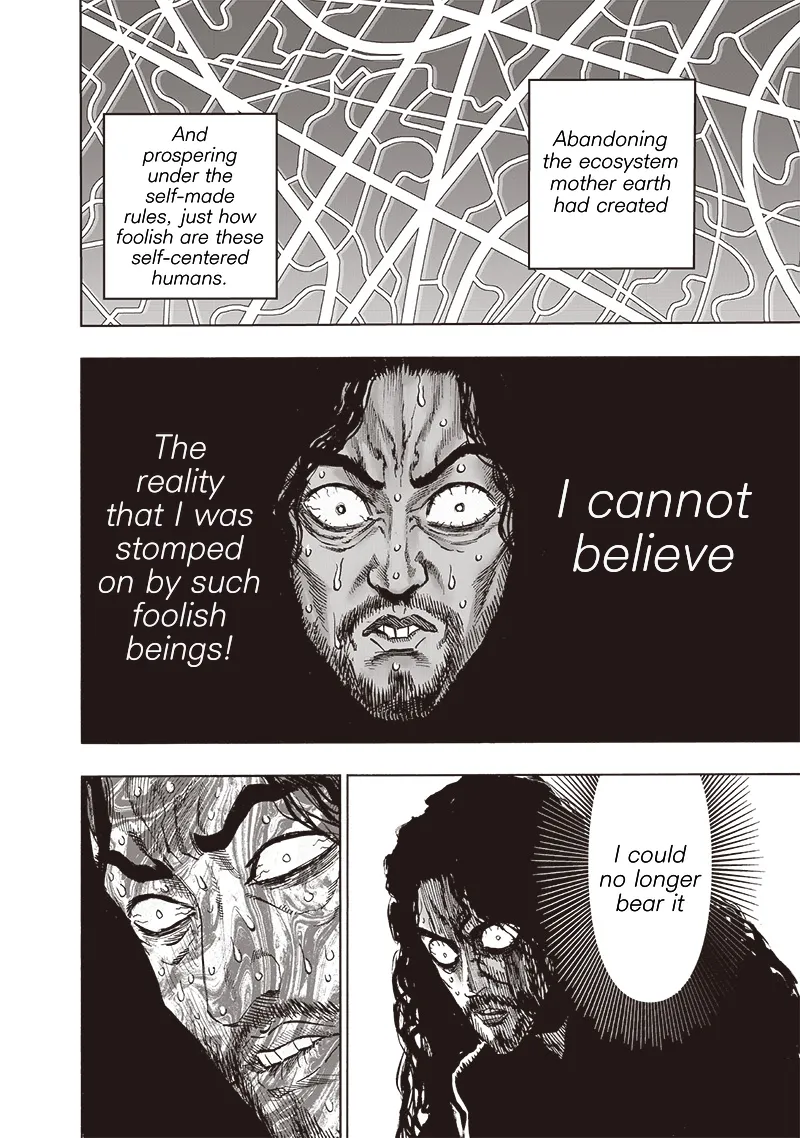 Abandoning
the ecosystem
mother earth
had created
And
prospering
under the
self-made
rules, just how
foolish are these
self-centered
humans.
I cannot
believe
The
reality
that I was
stomped
on by such
foolish
beings!
I could
no longer
bear it